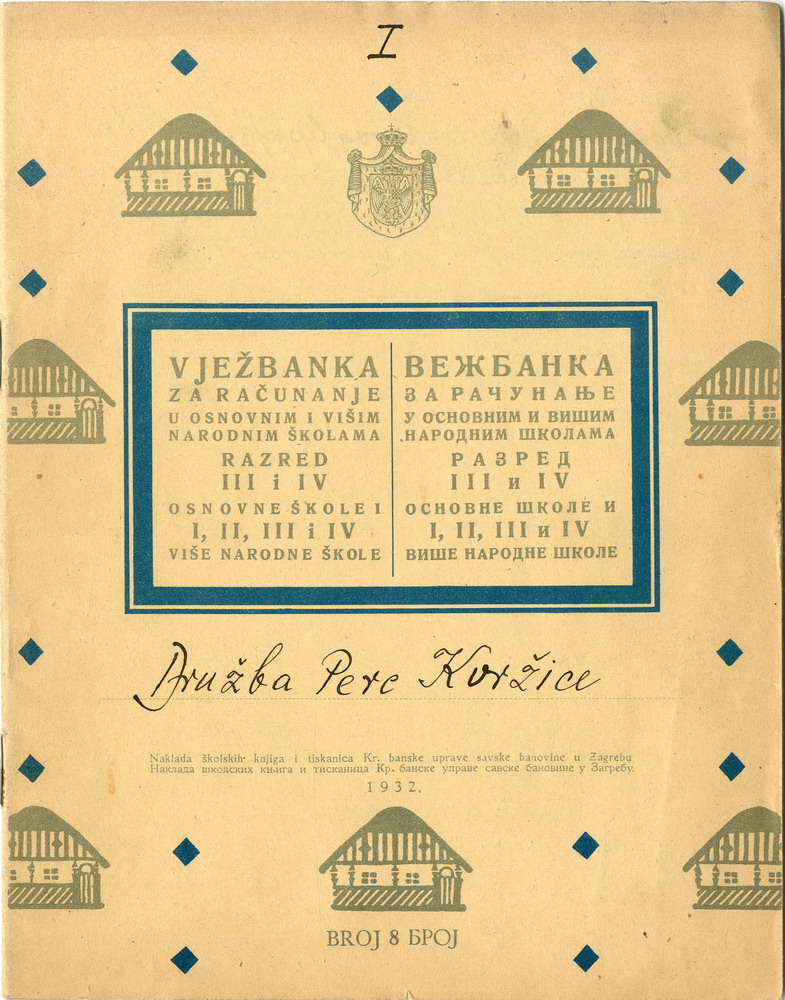 I
VJEŽBANKA
ZA RAČUNANJE
U OSNOVNIM I VIŠIM
NARODNIM ŠKOLAMA
RAZRED
III i IV
OSNOVNE ŠKOLE I
I, II, III i IV
VIŠE NARODNE ŠKOLE
ВЕЖБАНКА
ЗА РАЧУНАЊЕ
У ОСНОВНИМ И ВИШИМ
НАРОДНИМ ШКОЛАМА
РАЗРЕД
III и IV
ОСНОВНЕ ШКОЛЕ И
I, II, III и IV
ВИШЕ НАРОДНЕ ШКОЛЕ
Družba Pere Kvržice
Naklada školskih knjiga i tiskanica Kr. banske uprave savske banovine u Zagrebu
Наклада школских књига и тисканица Кр. банске управе савске бановине у Загребу.
1932.
BROJ 8 БРОЈ